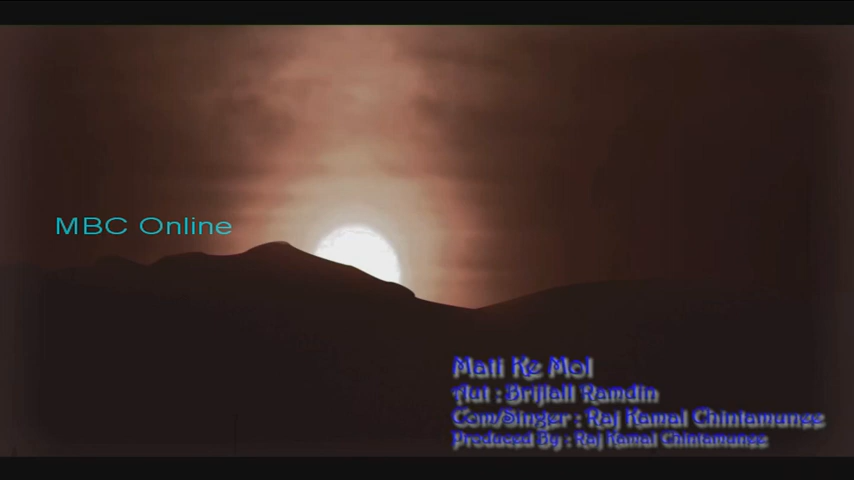 MBC Online
Mati Ke Mol
Aut : Brijlall Ramdin
Com/Singer : Raj Kamal Chintamunee
Produced By : Raj Kamal Chintamunee